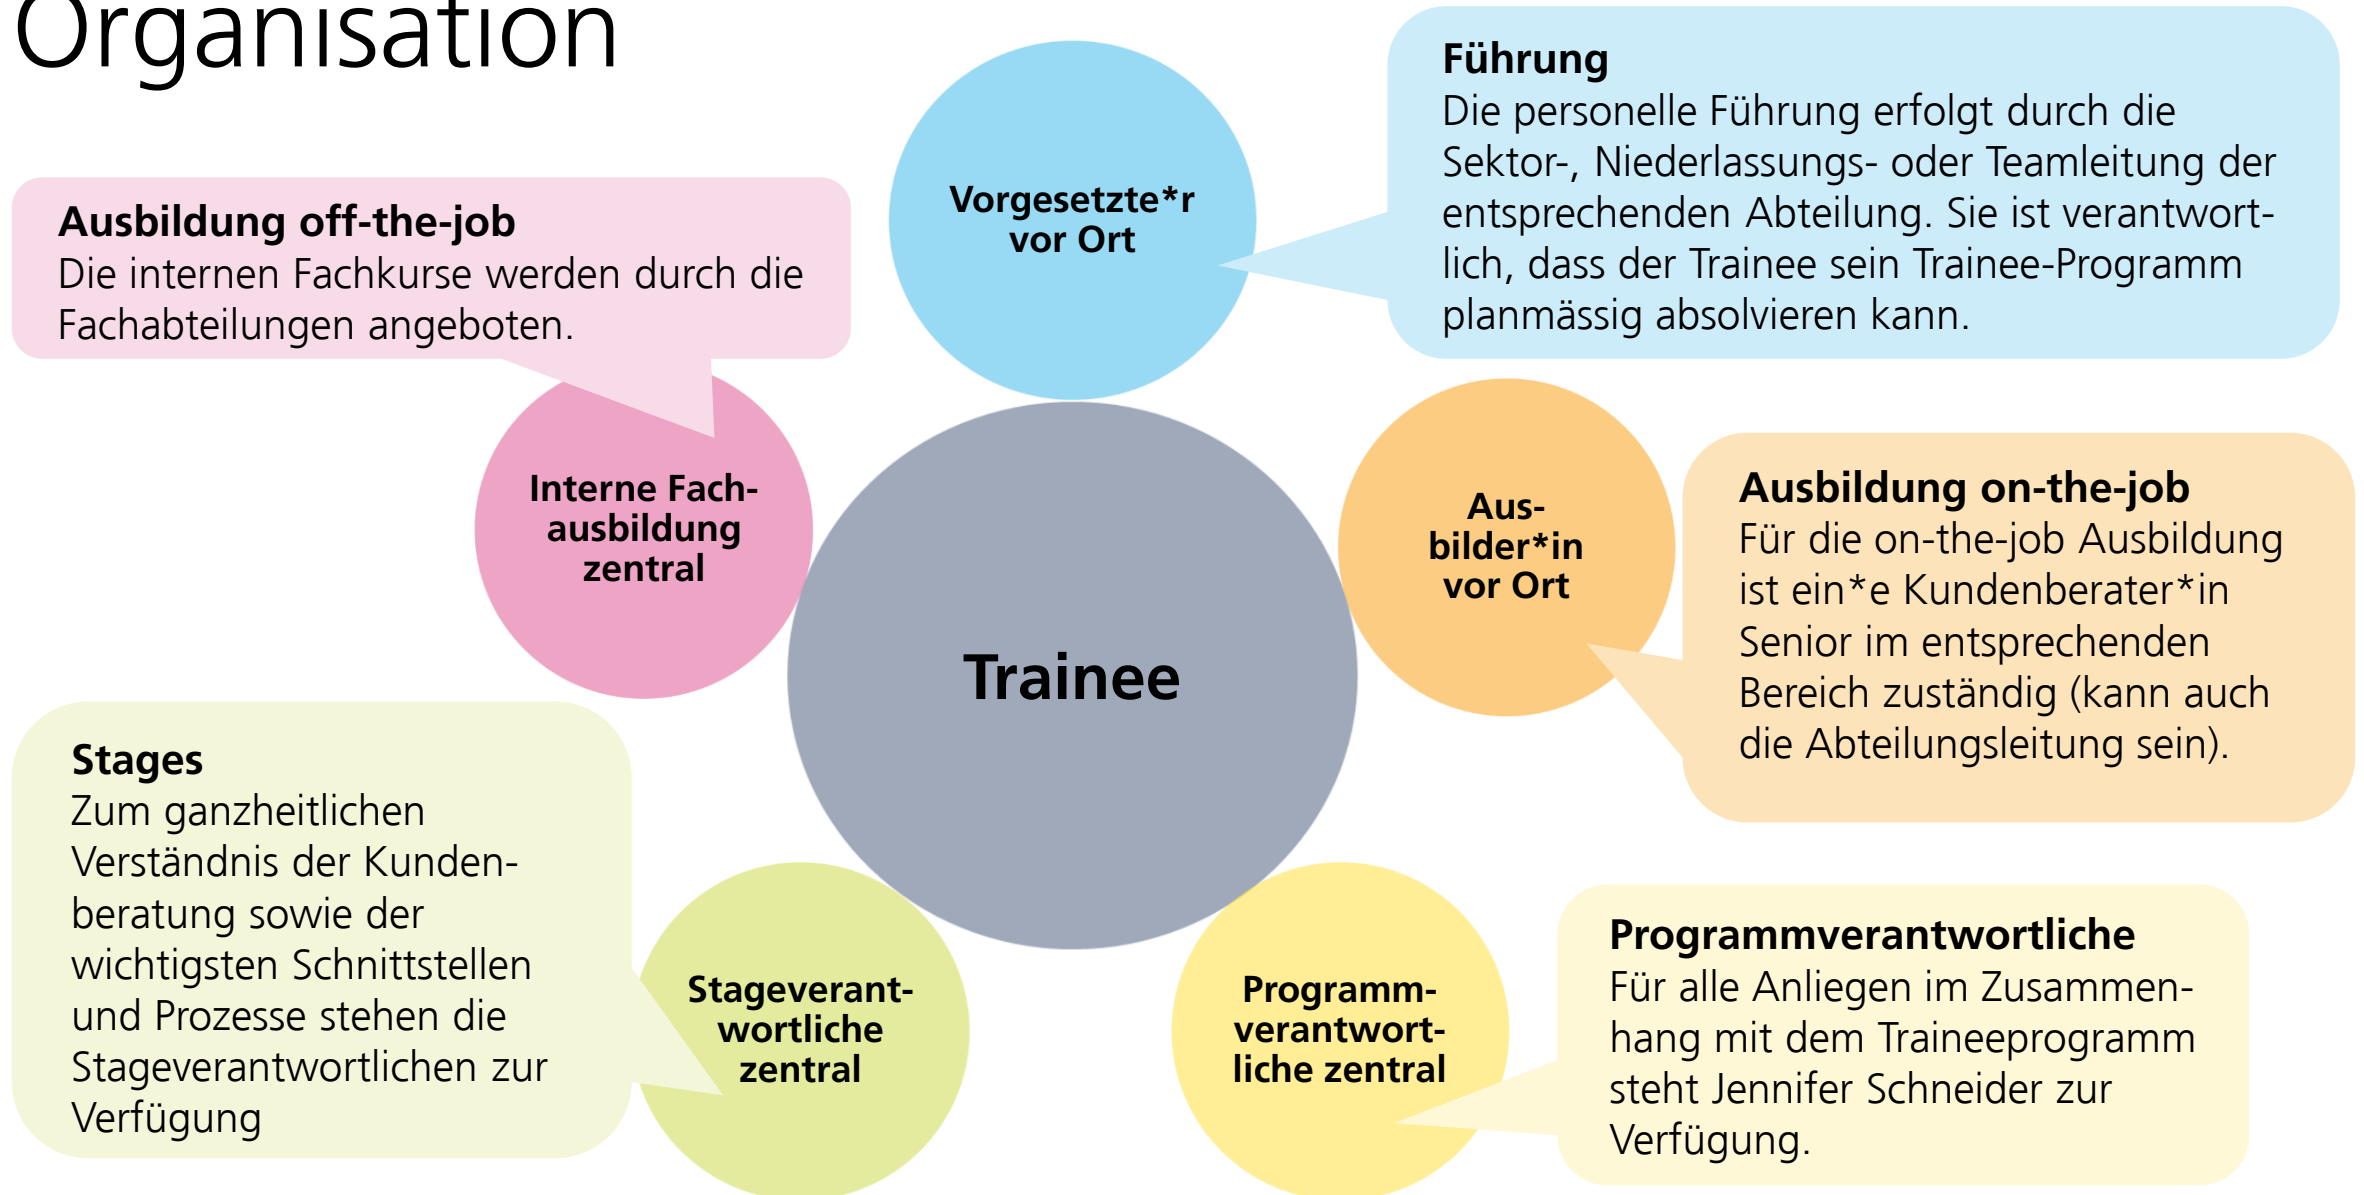 Organisation
Führung
Die personelle Führung erfolgt durch die
Sektor-, Niederlassungs- oder Teamleitung der
entsprechenden Abteilung. Sie ist verantwort-
lich, dass der Trainee sein Trainee-Programm
planmässig absolvieren kann.
Vorgesetzte*r
vor Ort
Ausbildung off-the-job
Die internen Fachkurse werden durch die
Fachabteilungen angeboten.
Interne Fach-
ausbildung
zentral
Aus-
bilder*in
vor Ort
Ausbildung on-the-job
Für die on-the-job Ausbildung
ist ein*e Kundenberater*in
Senior im entsprechenden
Bereich zuständig (kann auch
die Abteilungsleitung sein).
Trainee
Stages
Zum ganzheitlichen
Verständnis der Kunden-
beratung sowie der
wichtigsten Schnittstellen
und Prozesse stehen die
Stageverantwortlichen zur
Verfügung
Stageverant-
wortliche
zentral
Programm-
verantwort-
liche zentral
Programmverantwortliche
Für alle Anliegen im Zusammen-
hang mit dem Traineeprogramm
steht Jennifer Schneider zur
Verfügung.